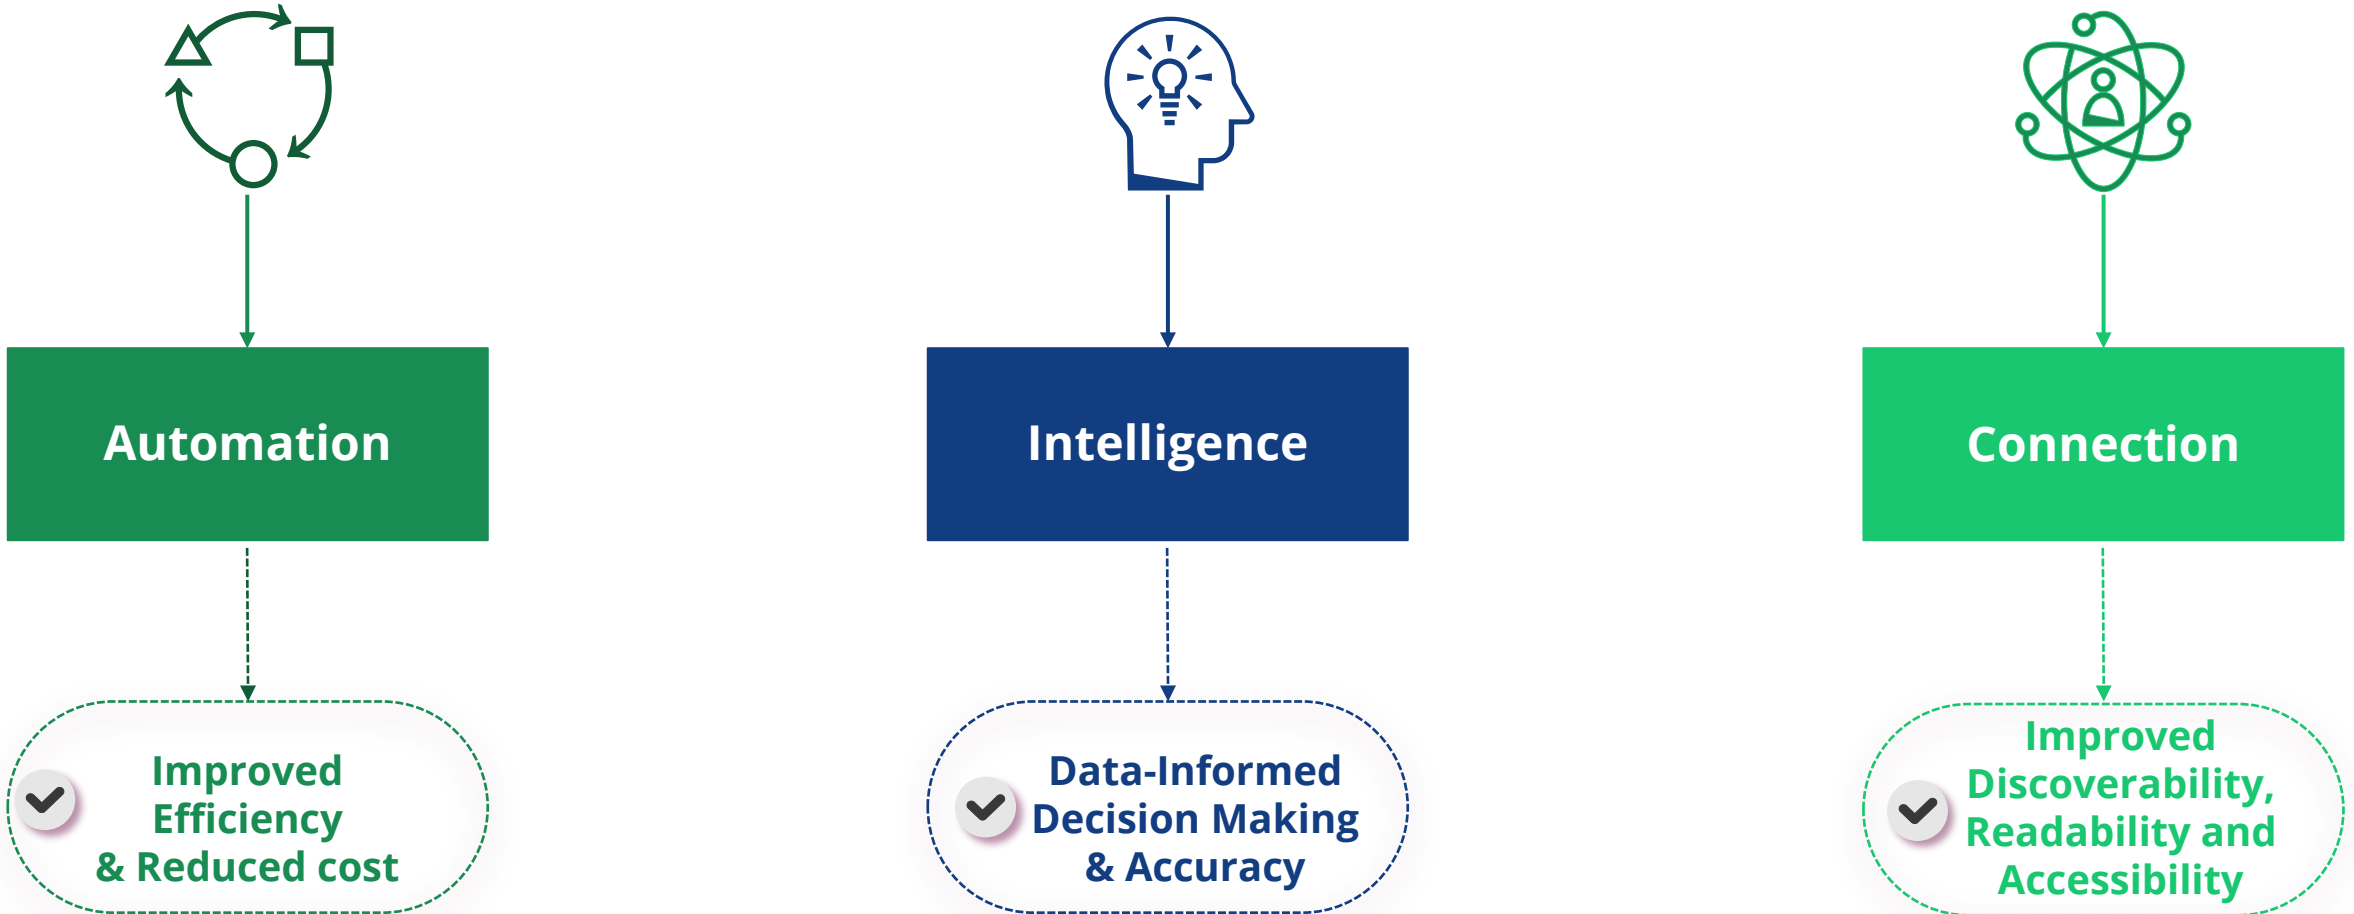 Automation
Intelligence
Connection
Improved
Efficiency
& Reduced cost
Data-Informed
Decision Making
& Accuracy
Improved
Discoverability,
Readability and
Accessibility